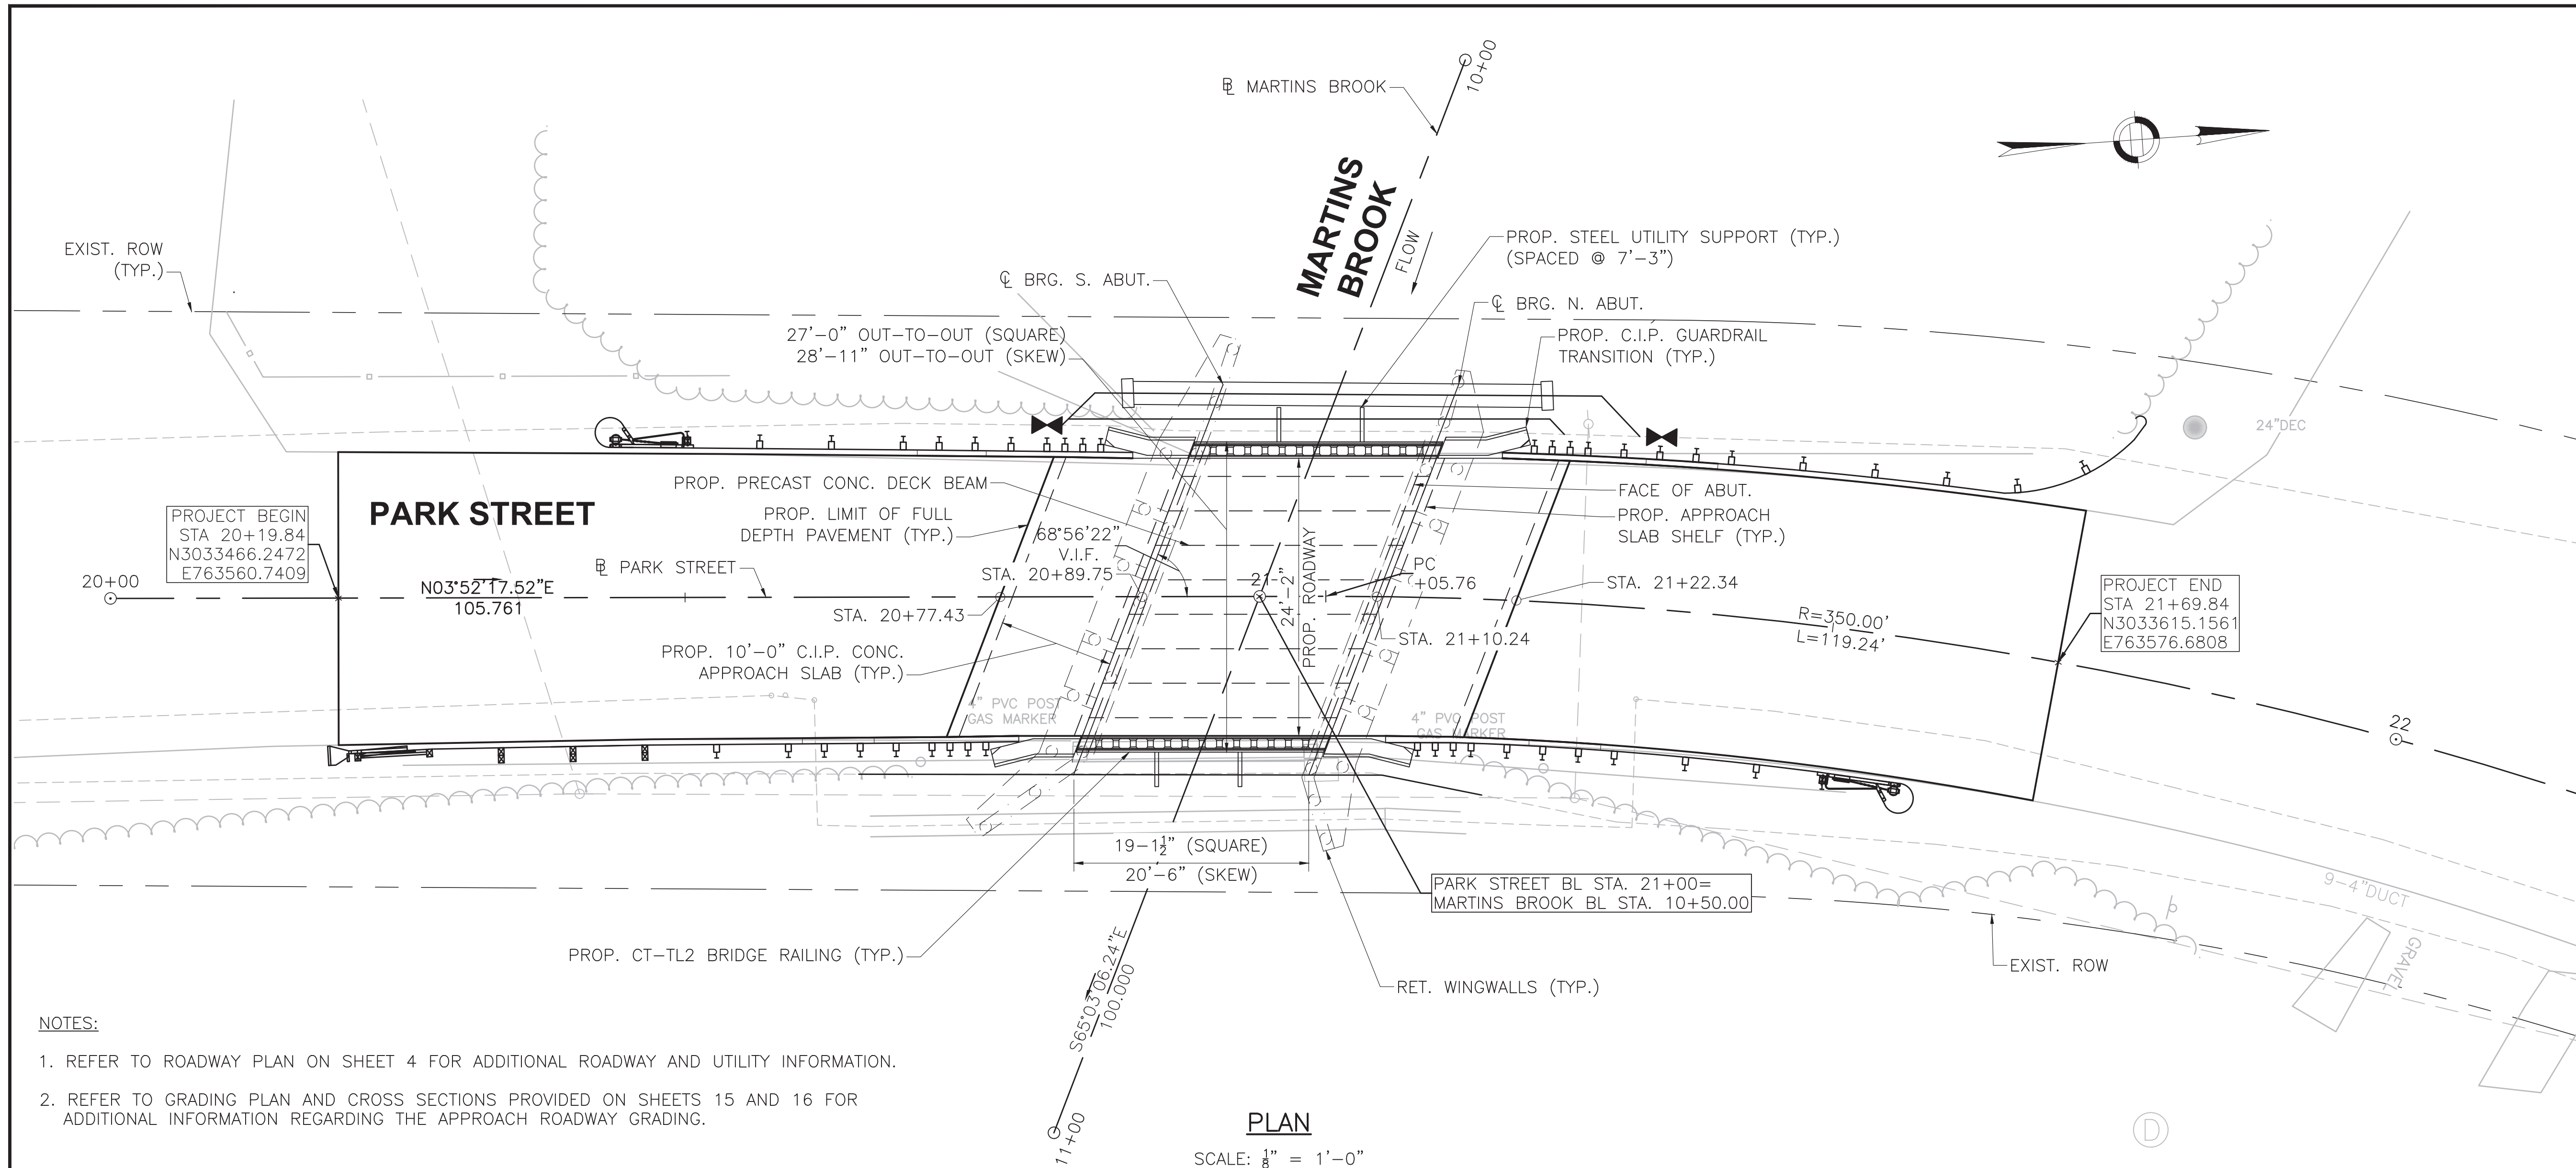 10+00
℄ MARTINS BROOK
MARTINS
BROOK
FLOW
EXIST. ROW
(TYP.)
PROP. STEEL UTILITY SUPPORT (TYP.)
(SPACED @ 7'-3")
℄ BRG. S. ABUT.
℄ BRG. N. ABUT.
27'-0" OUT-TO-OUT (SQUARE)
28'-11" OUT-TO-OUT (SKEW)
PROP. C.I.P. GUARDRAIL
TRANSITION (TYP.)
24"DEC
PARK STREET
PROP. PRECAST CONC. DECK BEAM
PROP. LIMIT OF FULL
DEPTH PAVEMENT (TYP.)
FACE OF ABUT.
PROP. APPROACH
SLAB SHELF (TYP.)
PROJECT BEGIN
STA 20+19.84
N3033466.2472
E763560.7409
68°56'22"
V.I.F.
STA. 20+89.75
℄ PARK STREET
20+00
N03°52'17.52"E
105.761
STA. 20+77.43
PROP. 10'-0" C.I.P. CONC.
APPROACH SLAB (TYP.)
24'-2"
PROP. ROADWAY
PC
+05.76
STA. 21+22.34
STA. 21+10.24
R=350.00'
L=119.24'
PROJECT END
STA 21+69.84
N3033615.1561
E763576.6808
22
4" PVC POST
GAS MARKER
4" PVC POST
GAS MARKER
19-1½" (SQUARE)
20'-6" (SKEW)
PARK STREET BL STA. 21+00=
MARTINS BROOK BL STA. 10+50.00
9-4"DUCT
GRAVEL
PROP. CT-TL2 BRIDGE RAILING (TYP.)
S65°03'06.24"E
100.000
RET. WINGWALLS (TYP.)
EXIST. ROW
NOTES:
1. REFER TO ROADWAY PLAN ON SHEET 4 FOR ADDITIONAL ROADWAY AND UTILITY INFORMATION.
2. REFER TO GRADING PLAN AND CROSS SECTIONS PROVIDED ON SHEETS 15 AND 16 FOR
ADDITIONAL INFORMATION REGARDING THE APPROACH ROADWAY GRADING.
11+00
PLAN
SCALE: ⅛" = 1'-0"
D